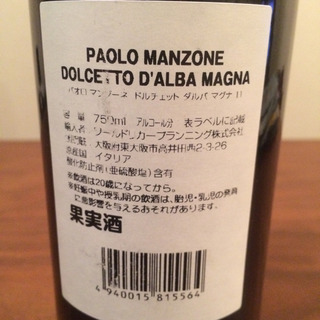 PAOLO MANZONE
DOLCETTO D'ALBA MAGNA
パオロ マンゾーネ ドルチェット ダルバ マグナ 11
容量 750ml アルコール分 表ラベルに記載
輸入者 ワールドリカープランニング株式会社
大阪府東大阪市高井田西2-3-26
原産国 イタリア
酸化防止剤(亜硫酸塩)含有
※飲酒は20歳になってから。
※妊娠中や授乳期の飲酒は、胎児・乳児の発育
に悪影響を与えるおそれがあります。
果実酒
4 940015 815564